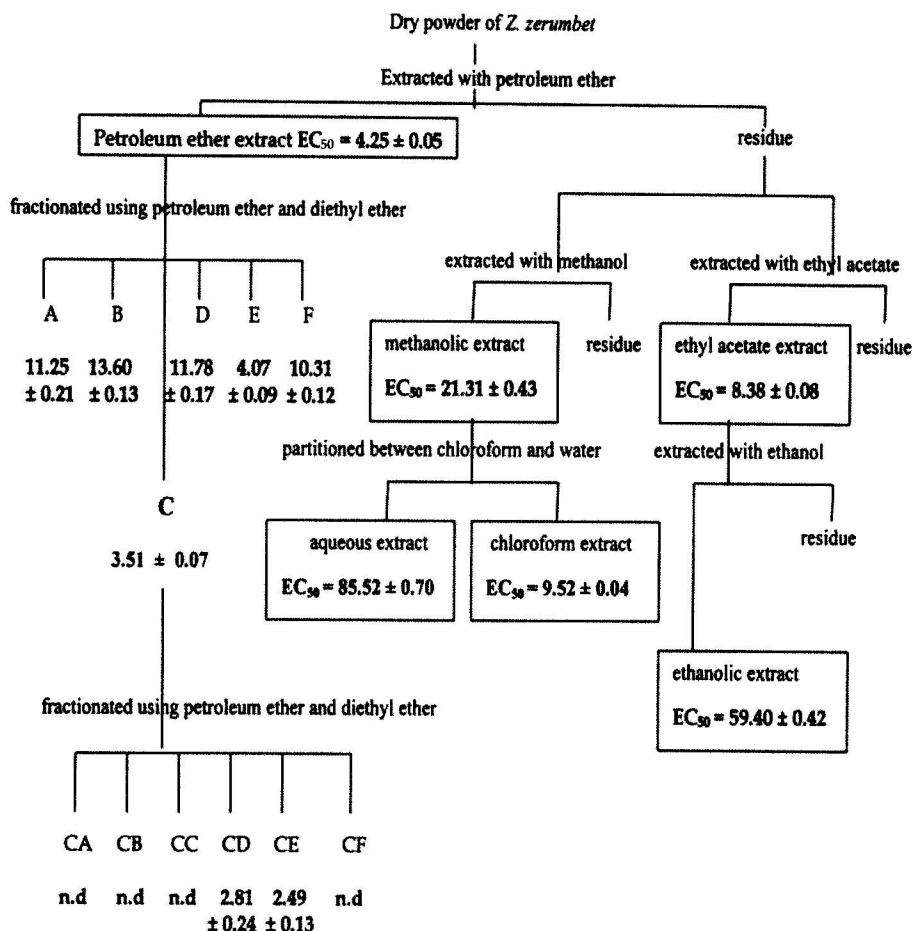 Dry powder of Z. zerumbet
Extracted with petroleum ether
Petroleum ether extract EC₅₀ = 4.25 ± 0.05
residue
fractionated using petroleum ether and diethyl ether
extracted with methanol
extracted with ethyl acetate
A B D E F
11.25 13.60 11.78 4.07 10.31
± 0.21 ± 0.13 ± 0.17 ± 0.09 ± 0.12
methanolic extract
EC₅₀ = 21.31 ± 0.43
residue
ethyl acetate extract
EC₅₀ = 8.38 ± 0.08
residue
partitioned between chloroform and water
extracted with ethanol
C
3.51 ± 0.07
aqueous extract
EC₅₀ = 85.52 ± 0.70
chloroform extract
EC₅₀ = 9.52 ± 0.04
residue
ethanolic extract
EC₅₀ = 59.40 ± 0.42
fractionated using petroleum ether and diethyl ether
CA CB CC CD CE CF
n.d n.d n.d 2.81 2.49 n.d
± 0.24 ± 0.13